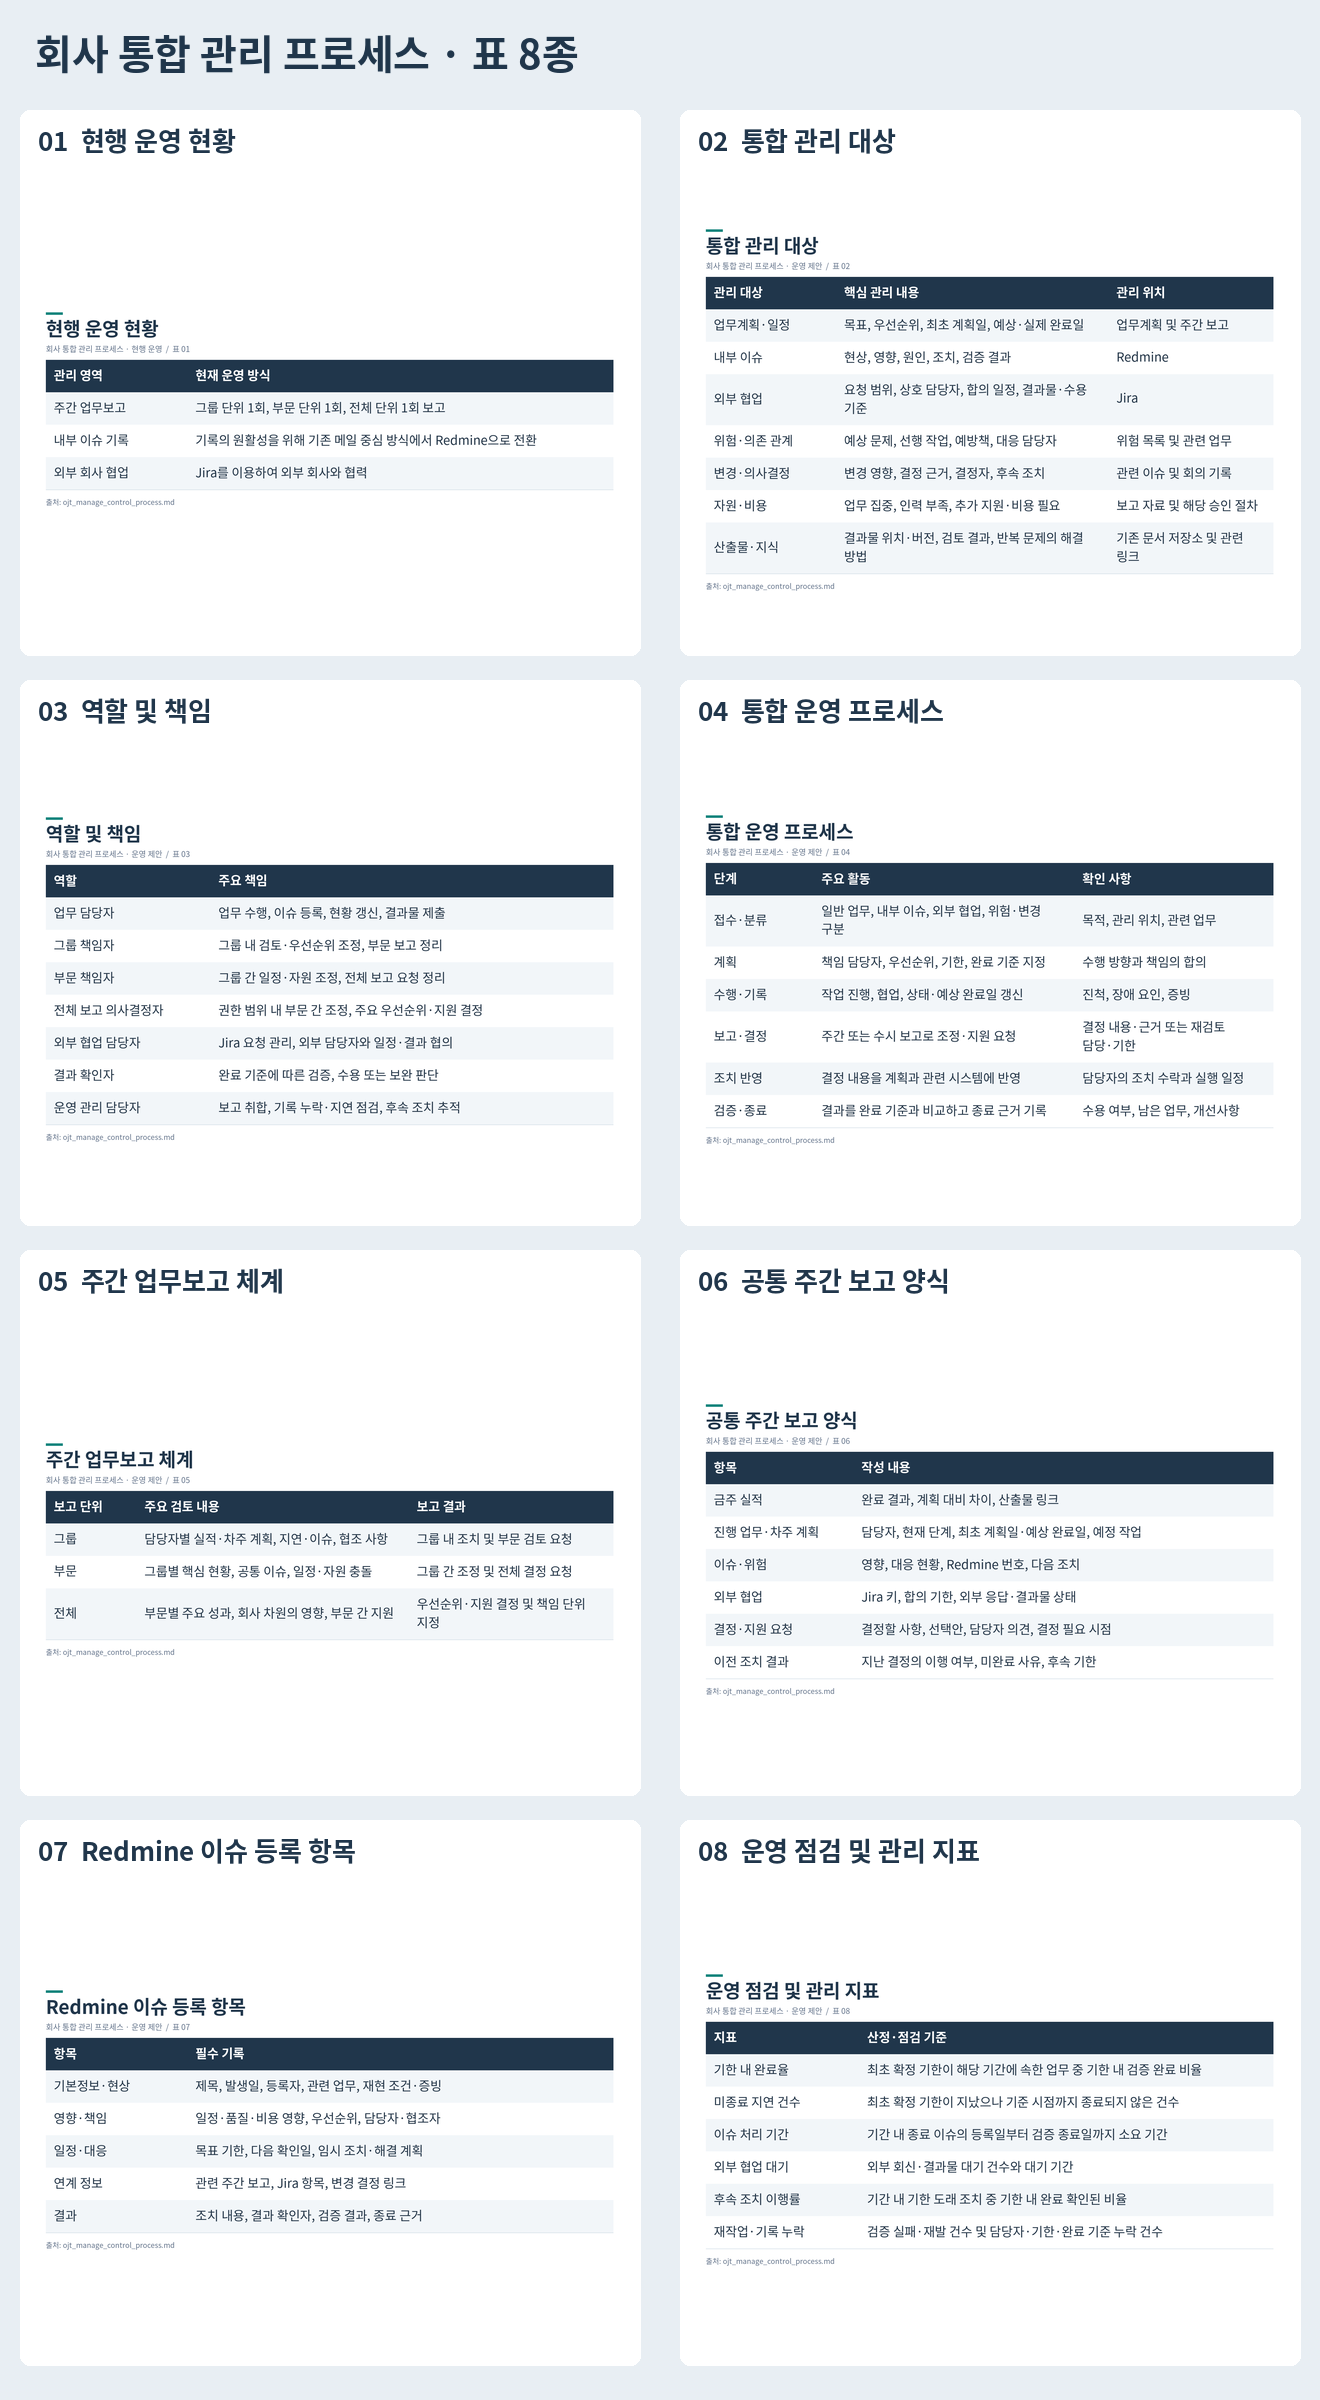 회사 통합 관리 프로세스 · 표 8종
01 현행 운영 현황
현행 운영 현황
회사 통합 관리 프로세스 · 현행 운영 / 표 01
관리 영역 현재 운영 방식
주간 업무보고 그룹 단위 1회, 부문 단위 1회, 전체 단위 1회 보고
내부 이슈 기록 기록의 원활성을 위해 기존 메일 중심 방식에서 Redmine으로 전환
외부 회사 협업 Jira를 이용하여 외부 회사와 협력
출처: ojt_manage_control_process.md
02 통합 관리 대상
통합 관리 대상
회사 통합 관리 프로세스 · 운영 제안 / 표 02
관리 대상 핵심 관리 내용 관리 위치
업무계획·일정 목표, 우선순위, 최초 계획일, 예상·실제 완료일 업무계획 및 주간 보고
내부 이슈 현상, 영향, 원인, 조치, 검증 결과 Redmine
외부 협업 요청 범위, 상호 담당자, 합의 일정, 결과물·수용
기준 Jira
위험·의존 관계 예상 문제, 선행 작업, 예방책, 대응 담당자 위험 목록 및 관련 업무
변경·의사결정 변경 영향, 결정 근거, 결정자, 후속 조치 관련 이슈 및 회의 기록
자원·비용 업무 집중, 인력 부족, 추가 지원·비용 필요 보고 자료 및 해당 승인 절차
산출물·지식 결과물 위치·버전, 검토 결과, 반복 문제의 해결 기존 문서 저장소 및 관련
방법 링크
출처: ojt_manage_control_process.md
03 역할 및 책임
역할 및 책임
회사 통합 관리 프로세스 · 운영 제안 / 표 03
역할 주요 책임
업무 담당자 업무 수행, 이슈 등록, 현황 갱신, 결과물 제출
그룹 책임자 그룹 내 검토·우선순위 조정, 부문 보고 정리
부문 책임자 그룹 간 일정·자원 조정, 전체 보고 요청 정리
전체 보고 의사결정자 권한 범위 내 부문 간 조정, 주요 우선순위·지원 결정
외부 협업 담당자 Jira 요청 관리, 외부 담당자와 일정·결과 협의
결과 확인자 완료 기준에 따른 검증, 수용 또는 보완 판단
운영 관리 담당자 보고 취합, 기록 누락·지연 점검, 후속 조치 추적
출처: ojt_manage_control_process.md
04 통합 운영 프로세스
통합 운영 프로세스
회사 통합 관리 프로세스 · 운영 제안 / 표 04
단계 주요 활동 확인 사항
접수·분류 일반 업무, 내부 이슈, 외부 협업, 위험·변경
구분 목적, 관리 위치, 관련 업무
계획 책임 담당자, 우선순위, 기한, 완료 기준 지정 수행 방향과 책임의 합의
수행·기록 작업 진행, 협업, 상태·예상 완료일 갱신 진척, 장애 요인, 증빙
보고·결정 주간 또는 수시 보고로 조정·지원 요청 결정 내용·근거 또는 재검토
담당·기한
조치 반영 결정 내용을 계획과 관련 시스템에 반영 담당자의 조치 수락과 실행 일정
검증·종료 결과를 완료 기준과 비교하고 종료 근거 기록 수용 여부, 남은 업무, 개선사항
출처: ojt_manage_control_process.md
05 주간 업무보고 체계
주간 업무보고 체계
회사 통합 관리 프로세스 · 운영 제안 / 표 05
보고 단위 주요 검토 내용 보고 결과
그룹 담당자별 실적·차주 계획, 지연·이슈, 협조 사항 그룹 내 조치 및 부문 검토 요청
부문 그룹별 핵심 현황, 공통 이슈, 일정·자원 충돌 그룹 간 조정 및 전체 결정 요청
전체 부문별 주요 성과, 회사 차원의 영향, 부문 간 지원 우선순위·지원 결정 및 책임 단위
지정
출처: ojt_manage_control_process.md
06 공통 주간 보고 양식
공통 주간 보고 양식
회사 통합 관리 프로세스 · 운영 제안 / 표 06
항목 작성 내용
금주 실적 완료 결과, 계획 대비 차이, 산출물 링크
진행 업무·차주 계획 담당자, 현재 단계, 최초 계획일·예상 완료일, 예정 작업
이슈·위험 영향, 대응 현황, Redmine 번호, 다음 조치
외부 협업 Jira 키, 합의 기한, 외부 응답·결과물 상태
결정·지원 요청 결정할 사항, 선택안, 담당자 의견, 결정 필요 시점
이전 조치 결과 지난 결정의 이행 여부, 미완료 사유, 후속 기한
출처: ojt_manage_control_process.md
07 Redmine 이슈 등록 항목
Redmine 이슈 등록 항목
회사 통합 관리 프로세스 · 운영 제안 / 표 07
항목 필수 기록
기본정보·현상 제목, 발생일, 등록자, 관련 업무, 재현 조건·증빙
영향·책임 일정·품질·비용 영향, 우선순위, 담당자·협조자
일정·대응 목표 기한, 다음 확인일, 임시 조치·해결 계획
연계 정보 관련 주간 보고, Jira 항목, 변경 결정 링크
결과 조치 내용, 결과 확인자, 검증 결과, 종료 근거
출처: ojt_manage_control_process.md
08 운영 점검 및 관리 지표
운영 점검 및 관리 지표
회사 통합 관리 프로세스 · 운영 제안 / 표 08
지표 산정·점검 기준
기한 내 완료율 최초 확정 기한이 해당 기간에 속한 업무 중 기한 내 검증 완료 비율
미종료 지연 건수 최초 확정 기한이 지났으나 기준 시점까지 종료되지 않은 건수
이슈 처리 기간 기간 내 종료 이슈의 등록일부터 검증 종료일까지 소요 기간
외부 협업 대기 외부 회신·결과물 대기 건수와 대기 기간
후속 조치 이행률 기간 내 기한 도래 조치 중 기한 내 완료 확인된 비율
재작업·기록 누락 검증 실패·재발 건수 및 담당자·기한·완료 기준 누락 건수
출처: ojt_manage_control_process.md